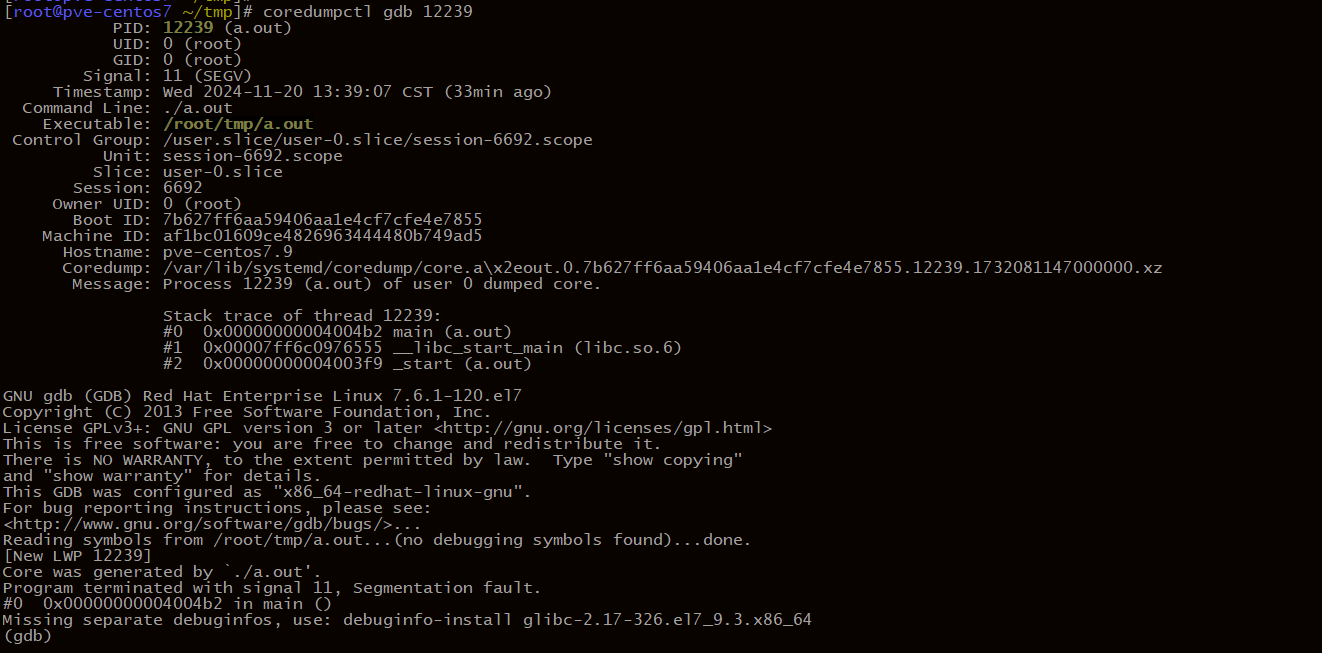 [root@pve-centos7 ~/tmp]# coredumpctl gdb 12239
           PID: 12239 (a.out)
           UID: 0 (root)
           GID: 0 (root)
        Signal: 11 (SEGV)
     Timestamp: Wed 2024-11-20 13:39:07 CST (33min ago)
  Command Line: ./a.out
    Executable: /root/tmp/a.out
 Control Group: /user.slice/user-0.slice/session-6692.scope
          Unit: session-6692.scope
         Slice: user-0.slice
       Session: 6692
     Owner UID: 0 (root)
       Boot ID: 7b627ff6aa59406aa1e4cf7cfe4e7855
    Machine ID: af1bc01609ce4826963444480b749ad5
      Hostname: pve-centos7.9
      Coredump: /var/lib/systemd/coredump/core.a\x2eout.0.7b627ff6aa59406aa1e4cf7cfe4e7855.12239.1732081147000000.xz
       Message: Process 12239 (a.out) of user 0 dumped core.
                Stack trace of thread 12239:
                #0  0x00000000004004b2 main (a.out)
                #1  0x00007ff6c0976555 __libc_start_main (libc.so.6)
                #2  0x00000000004003f9 _start (a.out)
GNU gdb (GDB) Red Hat Enterprise Linux 7.6.1-120.el7
Copyright (C) 2013 Free Software Foundation, Inc.
License GPLv3+: GNU GPL version 3 or later <http://gnu.org/licenses/gpl.html>
This is free software: you are free to change and redistribute it.
There is NO WARRANTY, to the extent permitted by law.  Type "show copying"
and "show warranty" for details.
This GDB was configured as "x86_64-redhat-linux-gnu".
For bug reporting instructions, please see:
<http://www.gnu.org/software/gdb/bugs/>...
Reading symbols from /root/tmp/a.out...(no debugging symbols found)...done.
[New LWP 12239]
Core was generated by `./a.out'.
Program terminated with signal 11, Segmentation fault.
#0  0x00000000004004b2 in main ()
Missing separate debuginfos, use: debuginfo-install glibc-2.17-326.el7_9.3.x86_64
(gdb)